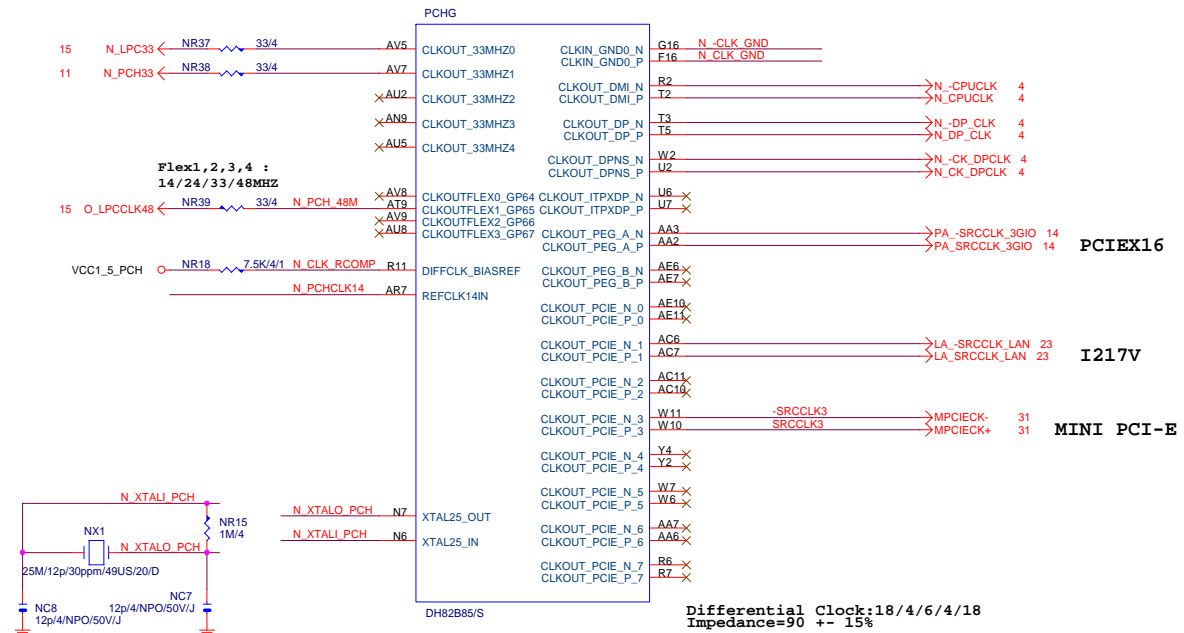 PCHG
15 N_LPC33 NR37 33/4 AV5 CLKOUT_33MHZ0
11 N_PCH33 NR38 33/4 AV7 CLKOUT_33MHZ1
AU2 CLKOUT_33MHZ2
AN9 CLKOUT_33MHZ3
AU5 CLKOUT_33MHZ4
Flex1,2,3,4 :
14/24/33/48MHZ
AV8 CLKOUTFLEX0_GP64
15 O_LPCCLK48 NR39 33/4 N_PCH_48M AT9 CLKOUTFLEX1_GP65
AV9 CLKOUTFLEX2_GP66
AU8 CLKOUTFLEX3_GP67
VCC1_5_PCH NR18 7.5K/4/1 N_CLK_RCOMP R11 DIFFCLK_BIASREF
N_PCHCLK14 AR7 REFCLK14IN
N_XTALO_PCH N7 XTAL25_OUT
N_XTALI_PCH N6 XTAL25_IN
CLKIN_GND0_N G16 N_-CLK_GND
CLKIN_GND0_P F16 N_CLK_GND
CLKOUT_DMI_N R2 N_-CPUCLK 4
CLKOUT_DMI_P T2 N_CPUCLK 4
CLKOUT_DP_N T3 N_-DP_CLK 4
CLKOUT_DP_P T5 N_DP_CLK 4
CLKOUT_DPNS_N W2 N_-CK_DPCLK 4
CLKOUT_DPNS_P U2 N_CK_DPCLK 4
CLKOUT_ITPXDP_N U6
CLKOUT_ITPXDP_P U7
CLKOUT_PEG_A_N AA3 PA_-SRCCLK_3GIO 14
CLKOUT_PEG_A_P AA2 PA_SRCCLK_3GIO 14
PCIEX16
CLKOUT_PEG_B_N AE6
CLKOUT_PEG_B_P AE7
CLKOUT_PCIE_N_0 AE10
CLKOUT_PCIE_P_0 AE11
CLKOUT_PCIE_N_1 AC6 LA_-SRCCLK_LAN 23
CLKOUT_PCIE_P_1 AC7 LA_SRCCLK_LAN 23
I217V
CLKOUT_PCIE_N_2 AC11
CLKOUT_PCIE_P_2 AC10
CLKOUT_PCIE_N_3 W11 -SRCCLK3 MPCIECK- 31
CLKOUT_PCIE_P_3 W10 SRCCLK3 MPCIECK+ 31
MINI PCI-E
CLKOUT_PCIE_N_4 Y4
CLKOUT_PCIE_P_4 Y2
CLKOUT_PCIE_N_5 W7
CLKOUT_PCIE_P_5 W6
CLKOUT_PCIE_N_6 AA7
CLKOUT_PCIE_P_6 AA6
CLKOUT_PCIE_N_7 R6
CLKOUT_PCIE_P_7 R7
N_XTALI_PCH
NR15
1M/4
NX1
N_XTALO_PCH
25M/12p/30ppm/49US/20/D
NC8
12p/4/NPO/50V/J
NC7
12p/4/NPO/50V/J
DH82B85/S
Differential Clock:18/4/6/4/18
Impedance=90 +- 15%